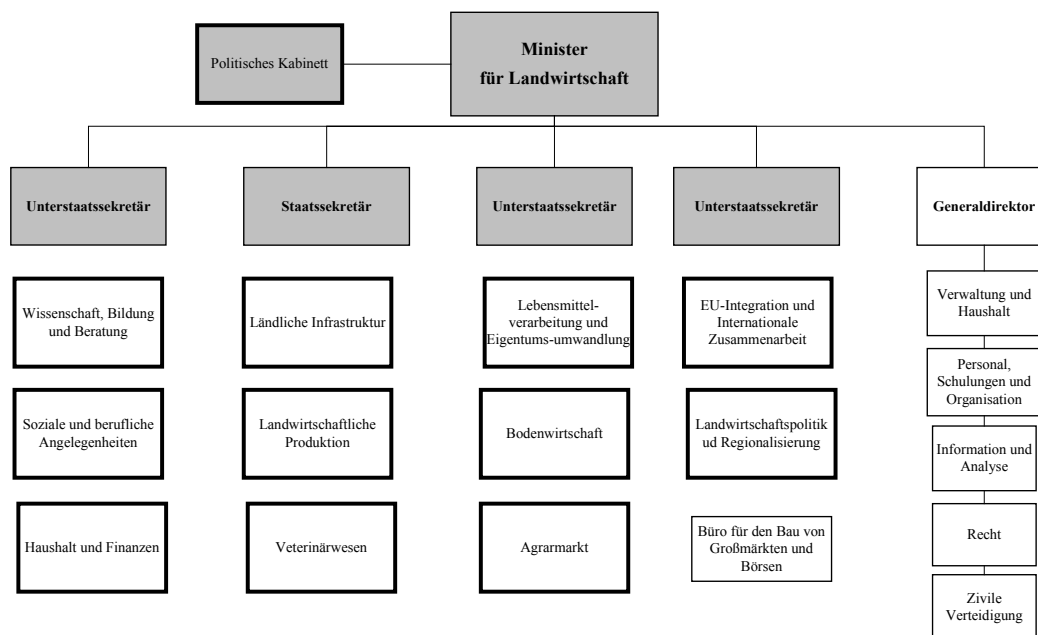 Politisches Kabinett
Minister
für Landwirtschaft
Unterstaatssekretär
Staatssekretär
Unterstaatssekretär
Unterstaatssekretär
Generaldirektor
Wissenschaft, Bildung
und Beratung
Ländliche Infrastruktur
Lebensmittel-
verarbeitung und
Eigentums-umwandlung
EU-Integration und
Internationale
Zusammenarbeit
Verwaltung und
Haushalt
Personal,
Schulungen und
Organisation
Soziale und berufliche
Angelegenheiten
Landwirtschaftliche
Produktion
Bodenwirtschaft
Landwirtschaftspolitik
ud Regionalisierung
Information und
Analyse
Haushalt und Finanzen
Veterinärwesen
Agrarmarkt
Büro für den Bau von
Großmärkten und
Börsen
Recht
Zivile
Verteidigung